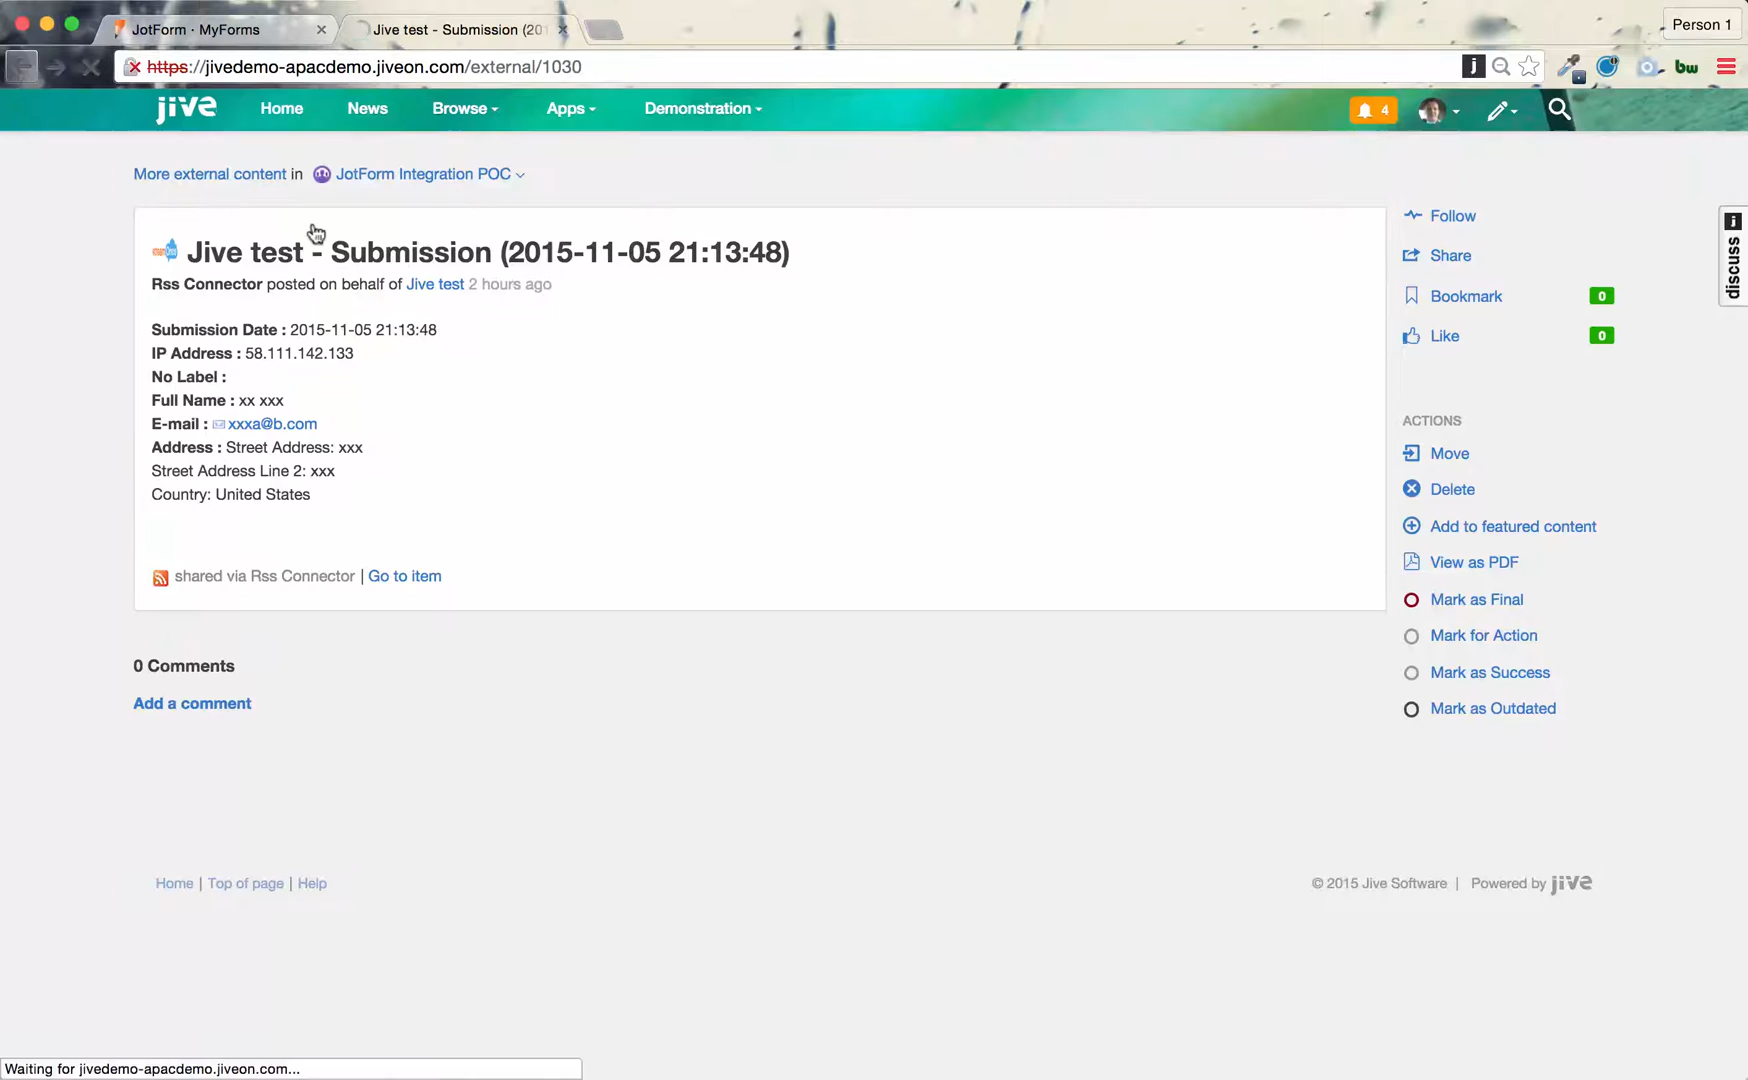 JotForm · MyForms
Jive test - Submission (201
Person 1
https://jivedemo-apacdemo.jiveon.com/external/1030
j
bw
jive
Home
News
Browse
Apps
Demonstration
4
More external content in JotForm Integration POC
Jive test - Submission (2015-11-05 21:13:48)
Rss Connector posted on behalf of Jive test 2 hours ago
Submission Date : 2015-11-05 21:13:48
IP Address : 58.111.142.133
No Label :
Full Name : xx xxx
E-mail : xxxa@b.com
Address : Street Address: xxx
Street Address Line 2: xxx
Country: United States
shared via Rss Connector | Go to item
0 Comments
Add a comment
Follow
Share
Bookmark 0
Like 0
ACTIONS
Move
Delete
Add to featured content
View as PDF
Mark as Final
Mark for Action
Mark as Success
Mark as Outdated
discuss
Home | Top of page | Help
© 2015 Jive Software | Powered by jive
Waiting for jivedemo-apacdemo.jiveon.com...